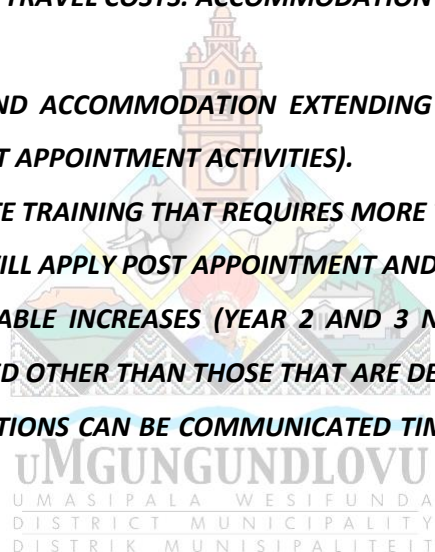 TRAVEL COSTS. ACCOMMODATION
ND ACCOMMODATION EXTENDING
T APPOINTMENT ACTIVITIES).
TE TRAINING THAT REQUIRES MORE
VILL APPLY POST APPOINTMENT AND
ABLE INCREASES (YEAR 2 AND 3 N
ED OTHER THAN THOSE THAT ARE DE
TIONS CAN BE COMMUNICATED TIM
UMGUNGUNDLOVU
UMASIPALA WESIFUNDA
DISTRICT MUNICIPALITY
DISTRIK MUNISIPALITEIT